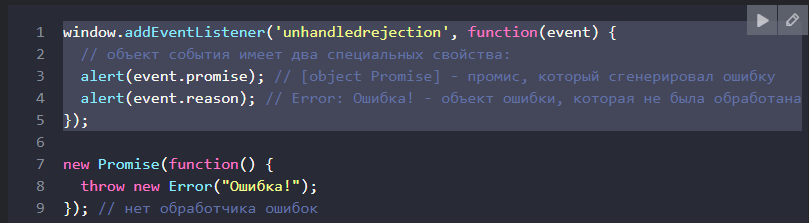 1 window.addEventListener('unhandledrejection', function(event) {
2 // объект события имеет два специальных свойства:
3 alert(event.promise); // [object Promise] - промис, который сгенерировал ошибку
4 alert(event.reason); // Error: Ошибка! - объект ошибки, которая не была обработана
5 });
6
7 new Promise(function() {
8 throw new Error("Ошибка!");
9 }); // нет обработчика ошибок